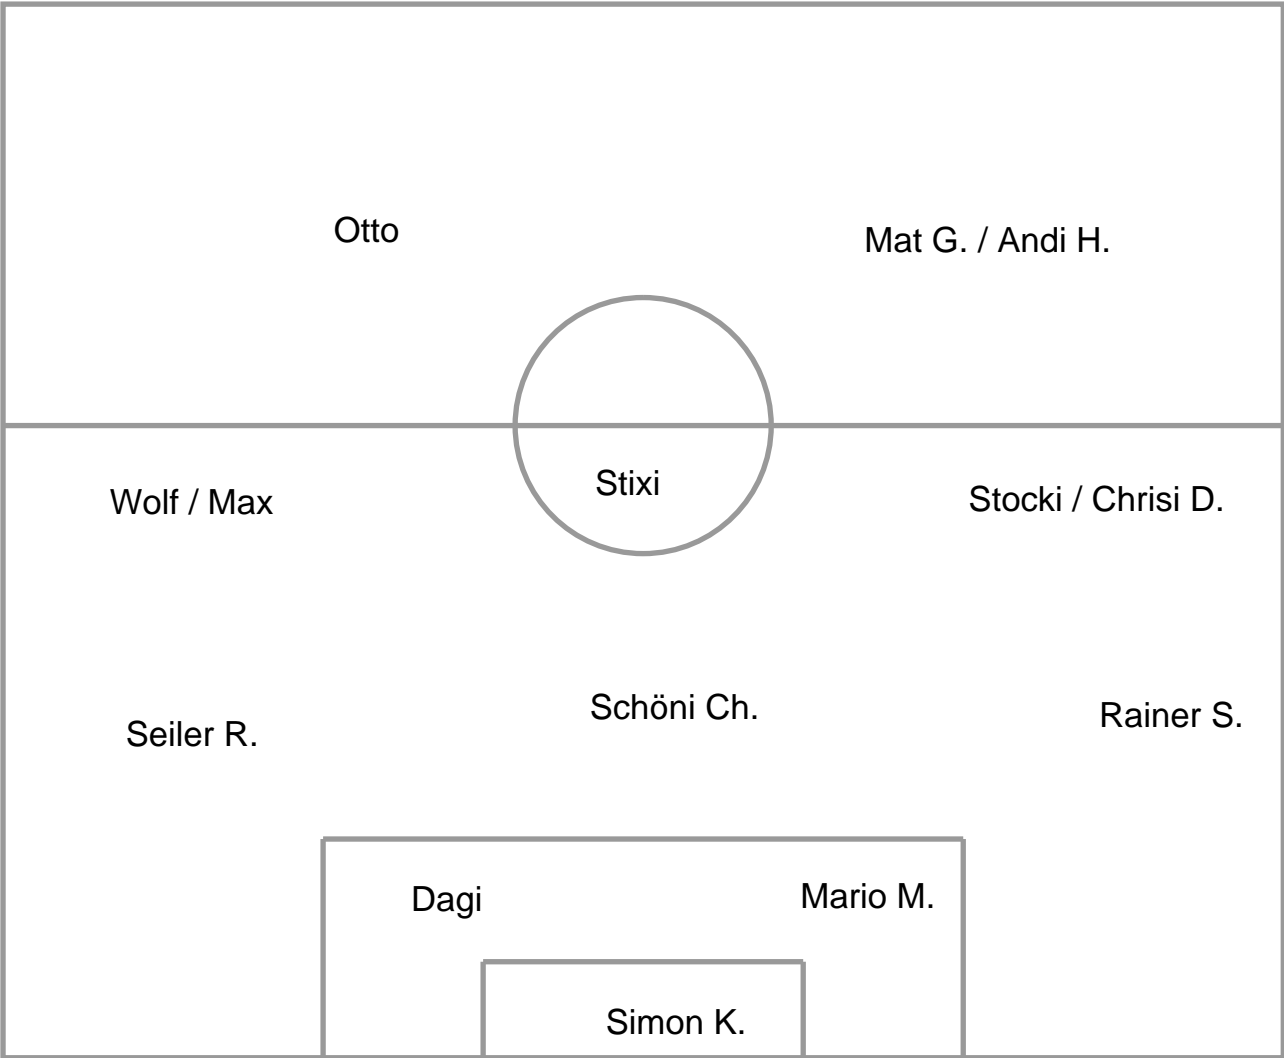 Otto
Mat G. / Andi H.
Wolf / Max
Stixi
Stocki / Chrisi D.
Seiler R.
Schöni Ch.
Rainer S.
Dagi
Mario M.
Simon K.